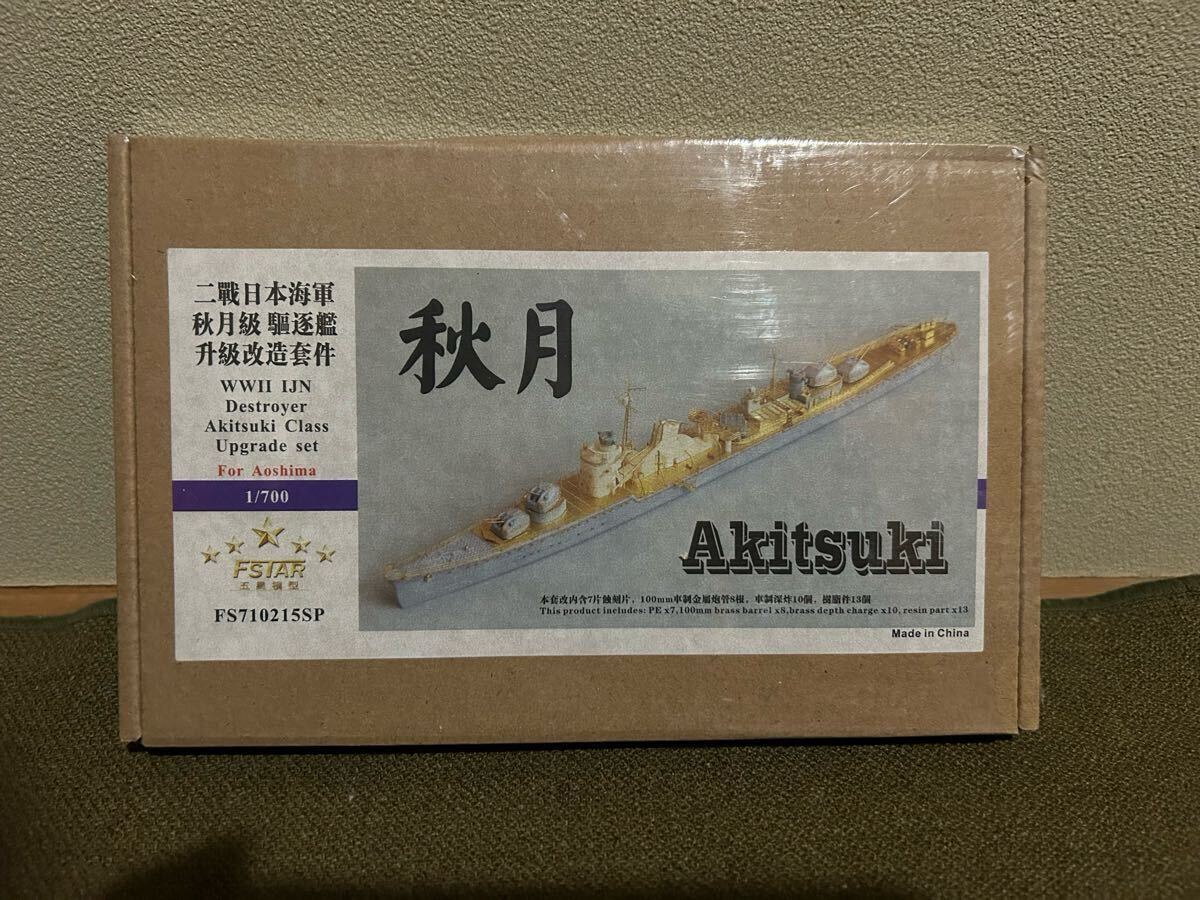 二戰日本海軍
秋月級 驅逐艦
升級改造套件
WWII IJN
Destroyer
Akitsuki Class
Upgrade set
For Aoshima
1/700
FSTAR
五星模型
FS710215SP
秋月
Akitsuki
本套改内含7片蝕刻片，100mm車制金屬炮管8根，車制深炸10個，樹脂件13個
This product includes: PE x7,100mm brass barrel x8,brass depth charge x10, resin part x13
Made in China